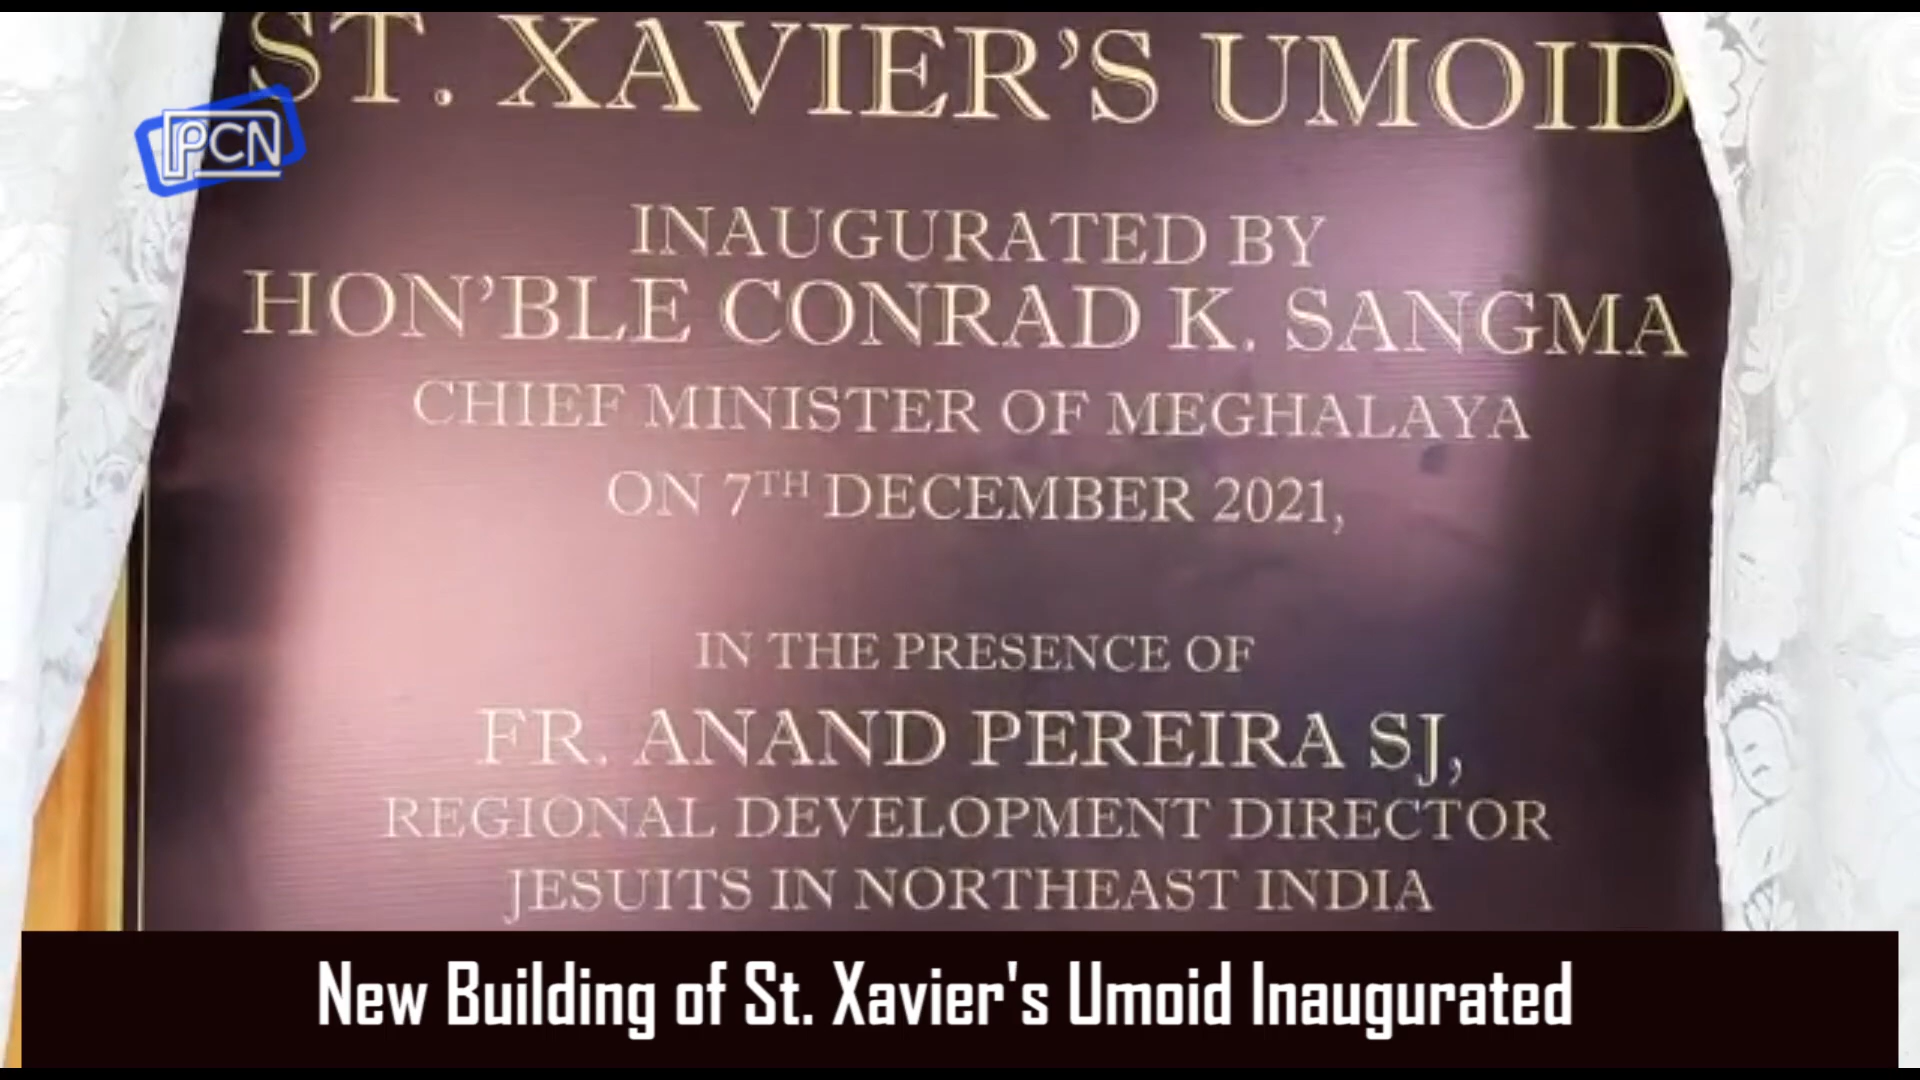 ST. XAVIER'S UMOID
PCN
INAUGURATED BY
HON'BLE CONRAD K. SANGMA
CHIEF MINISTER OF MEGHALAYA
ON 7TH DECEMBER 2021,
IN THE PRESENCE OF
FR. ANAND PEREIRA SJ,
REGIONAL DEVELOPMENT DIRECTOR
JESUITS IN NORTHEAST INDIA
New Building of St. Xavier's Umoid Inaugurated